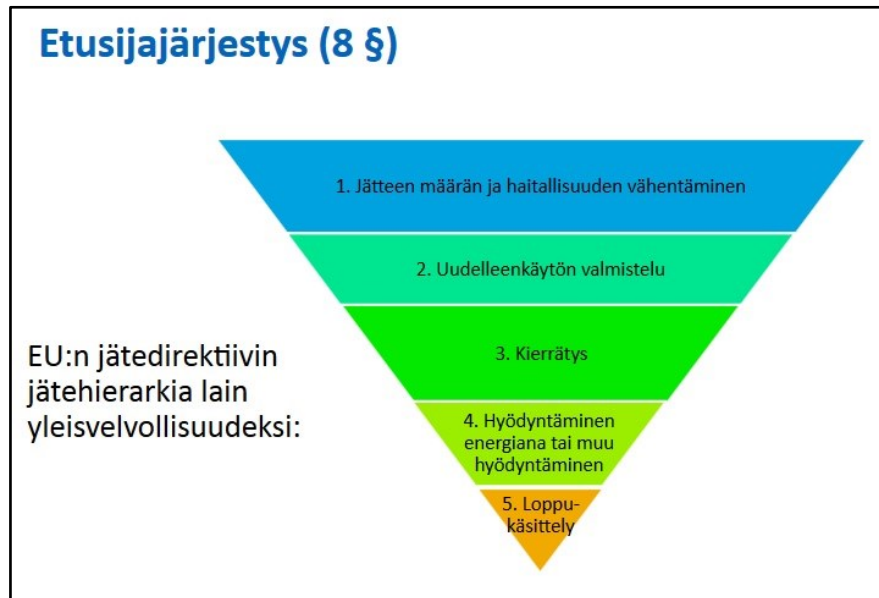 Etusijajärjestys (8 §)
1. Jätteen määrän ja haitallisuuden vähentäminen
2. Uudelleenkäytön valmistelu
3. Kierrätys
EU:n jätedirektiivin
jätehierarkia lain
yleisvelvollisuudeksi:
4. Hyödyntäminen
energiana tai muu
hyödyntäminen
5. Loppu-
käsittely